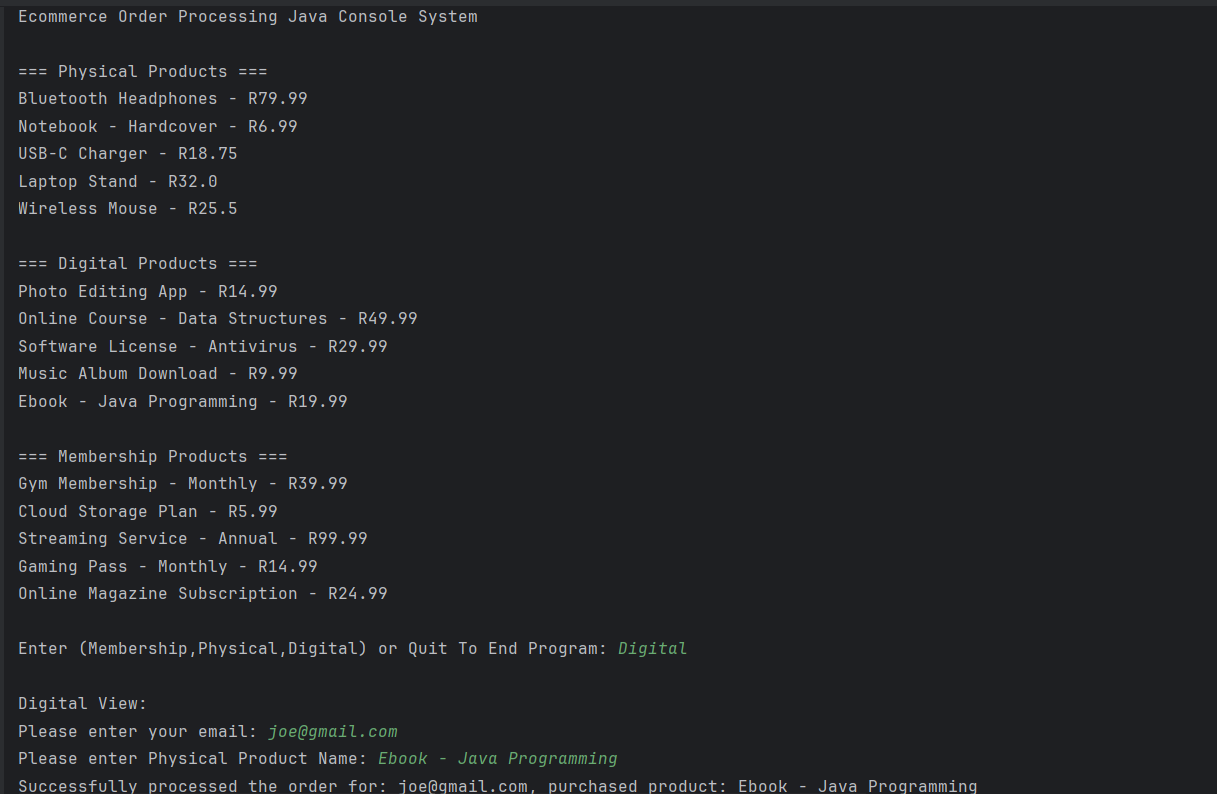 Ecommerce Order Processing Java Console System
=== Physical Products ===
Bluetooth Headphones - R79.99
Notebook - Hardcover - R6.99
USB-C Charger - R18.75
Laptop Stand - R32.0
Wireless Mouse - R25.5
=== Digital Products ===
Photo Editing App - R14.99
Online Course - Data Structures - R49.99
Software License - Antivirus - R29.99
Music Album Download - R9.99
Ebook - Java Programming - R19.99
=== Membership Products ===
Gym Membership - Monthly - R39.99
Cloud Storage Plan - R5.99
Streaming Service - Annual - R99.99
Gaming Pass - Monthly - R14.99
Online Magazine Subscription - R24.99
Enter (Membership,Physical,Digital) or Quit To End Program: Digital
Digital View:
Please enter your email: joe@gmail.com
Please enter Physical Product Name: Ebook - Java Programming
Successfully processed the order for: joe@gmail.com, purchased product: Ebook - Java Programming